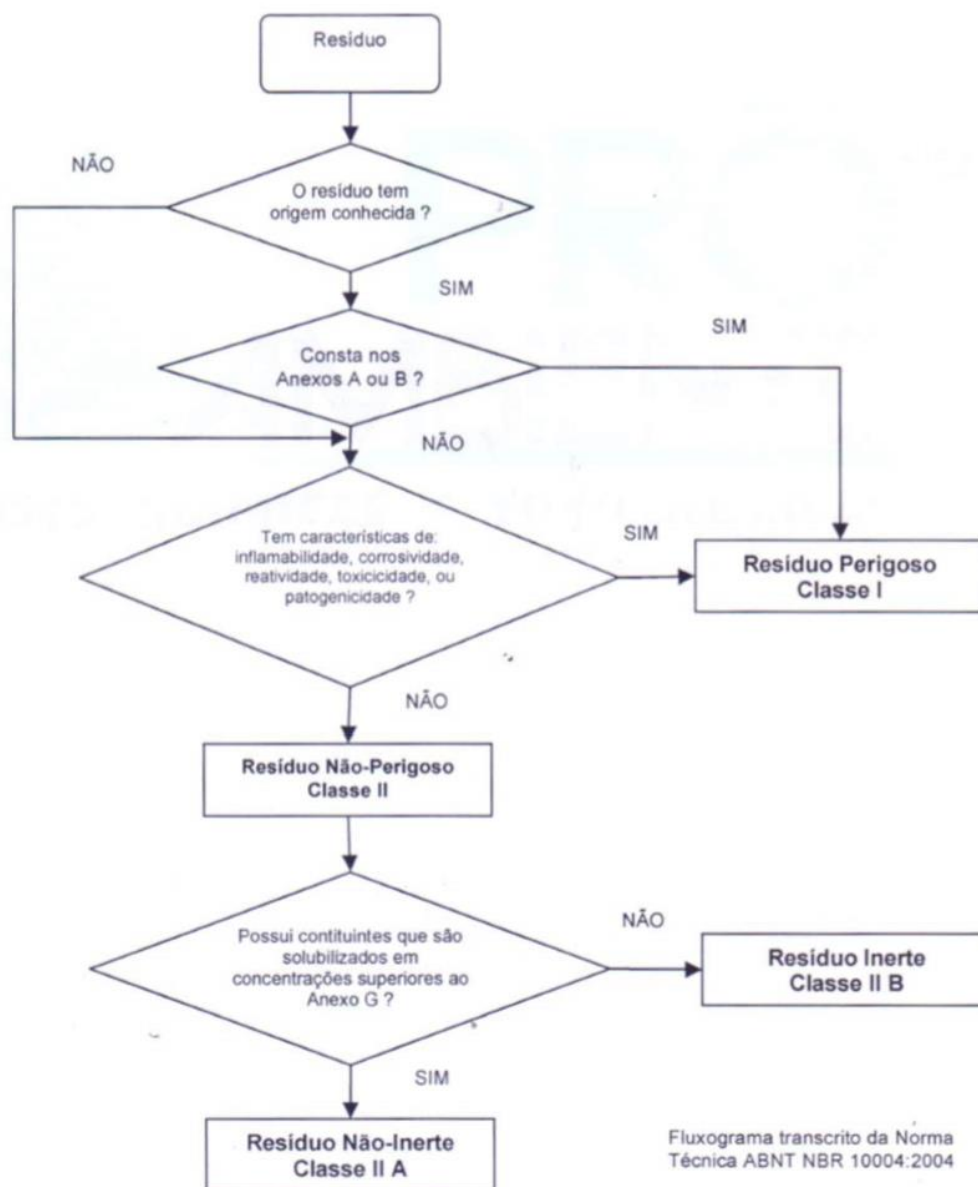 Resíduo
NÃO
O resíduo tem
origem conhecida ?
SIM
SIM
Consta nos
Anexos A ou B ?
NÃO
Tem características de:
inflamabilidade, corrosividade,
reatividade, toxicicidade, ou
patogenicidade ?
SIM
Resíduo Perigoso
Classe I
NÃO
Resíduo Não-Perigoso
Classe II
Possui contituintes que são
solubilizados em
concentrações superiores ao
Anexo G ?
NÃO
Resíduo Inerte
Classe II B
SIM
Resíduo Não-Inerte
Classe II A
Fluxograma transcrito da Norma
Técnica ABNT NBR 10004:2004